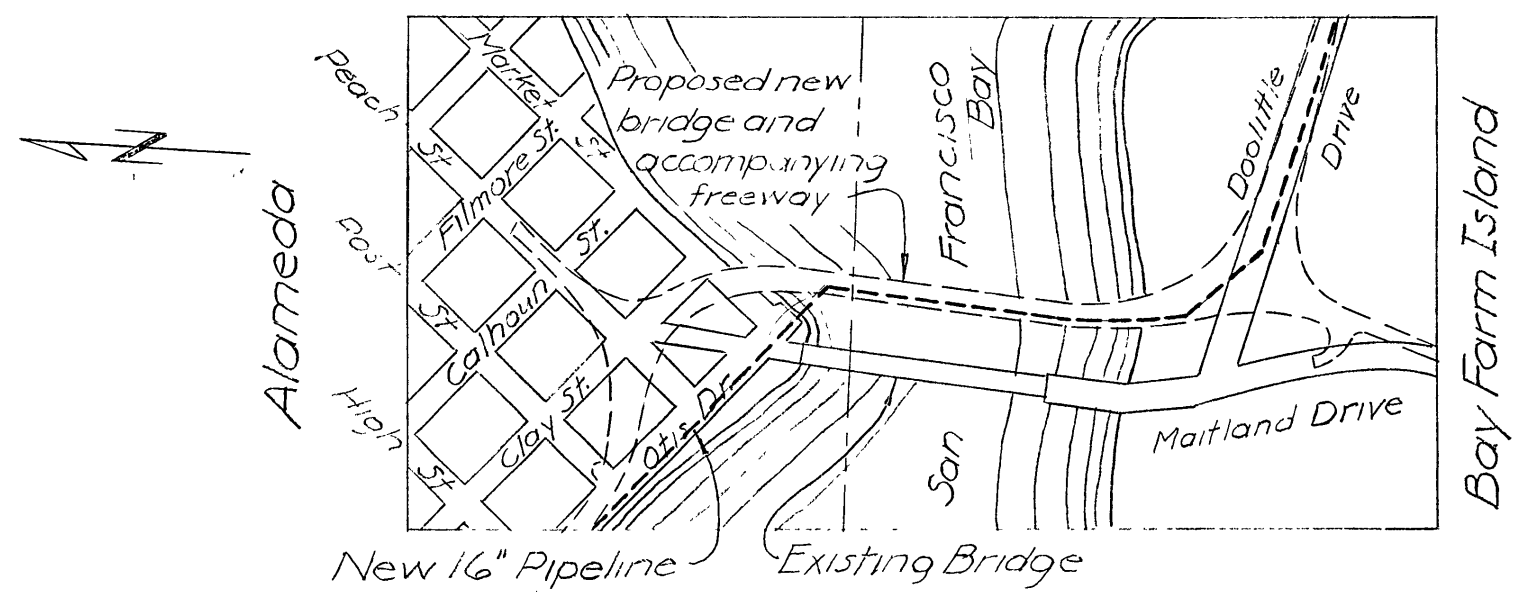 Alameda
Peach
St
Post
St
High
St
Market
St
Filmore St.
Calhoun
St.
Clay St.
Otis Dr.
Proposed new
bridge and
accompanying
freeway
San
Francisco
Bay
Doolittle
Drive
Maitland Drive
Bay Farm Island
New 16" Pipeline
Existing Bridge